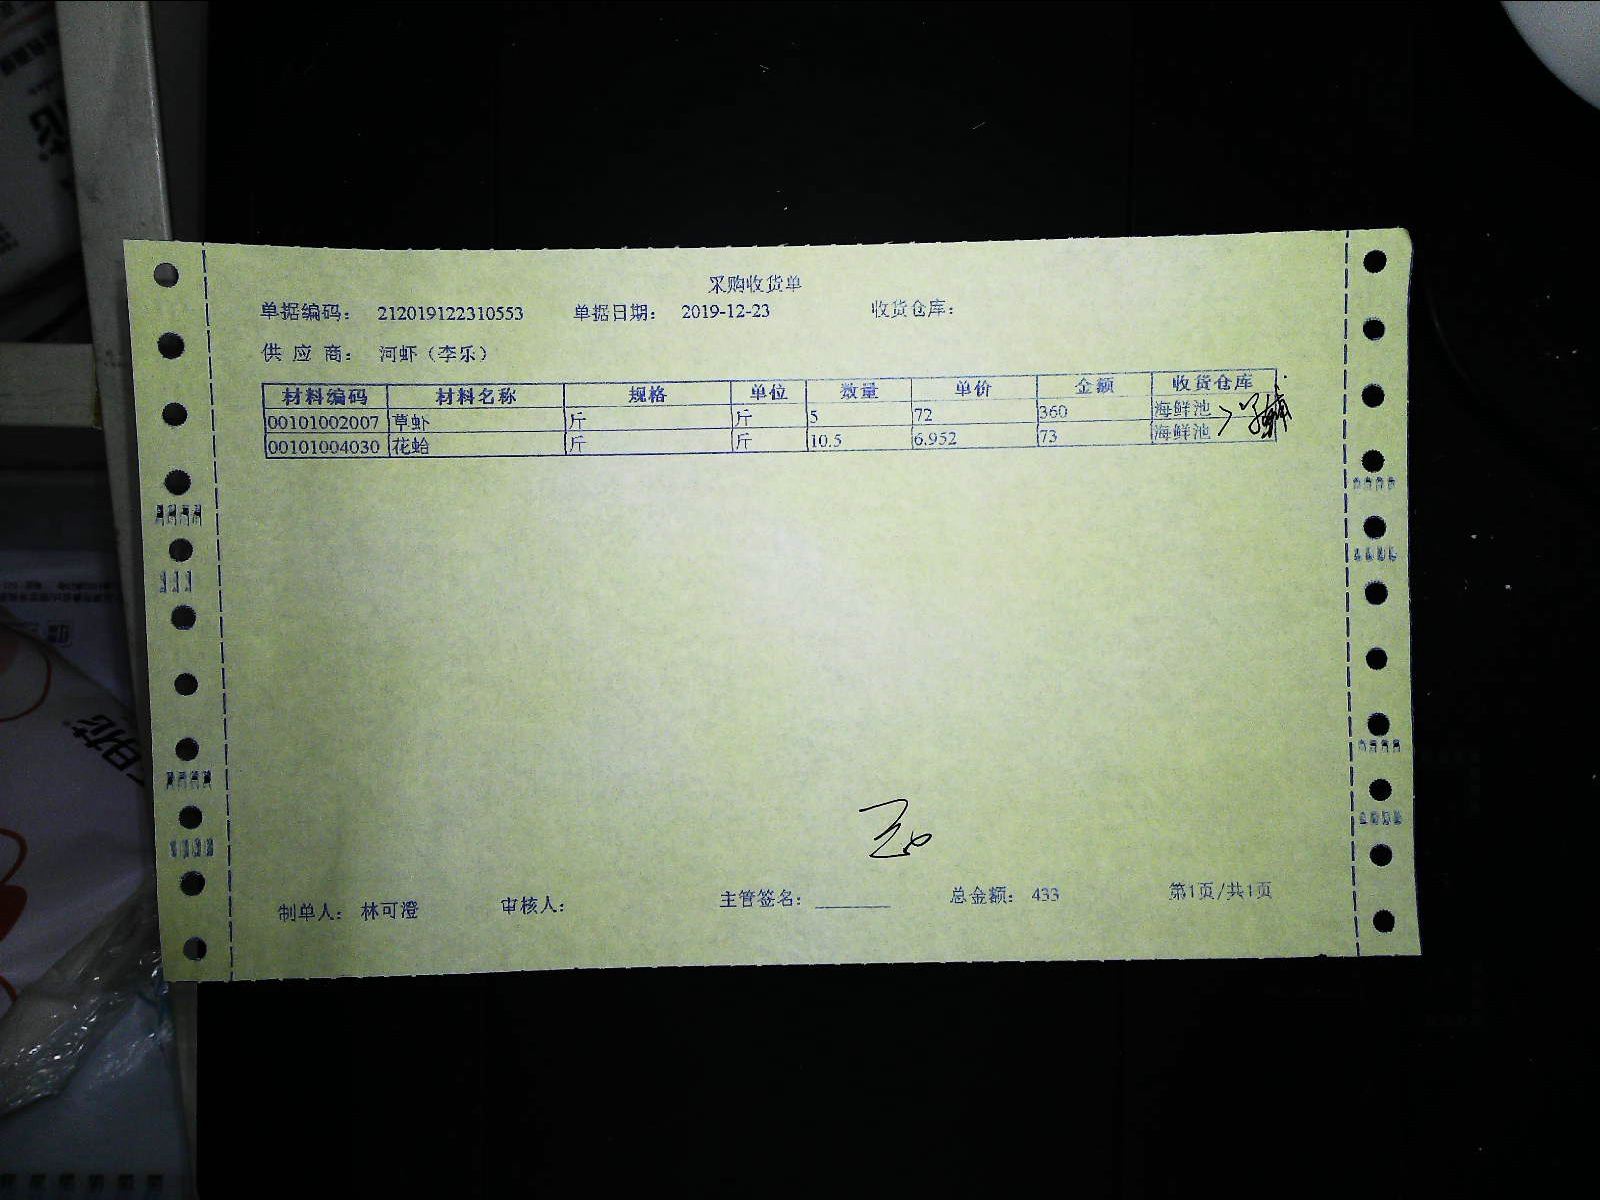 采购收货单
单据编码： 212019122310553 单据日期： 2019-12-23 收货仓库：
供 应 商： 河虾（李乐）
材料编码 材料名称 规格 单位 数量 单价 金额 收货仓库
00101002007 草虾 斤 斤 5 72 360 海鲜池
00101004030 花蛤 斤 斤 10.5 6.952 73 海鲜池
制单人： 林可澄 审核人： 主管签名： 总金额： 433 第1页/共1页